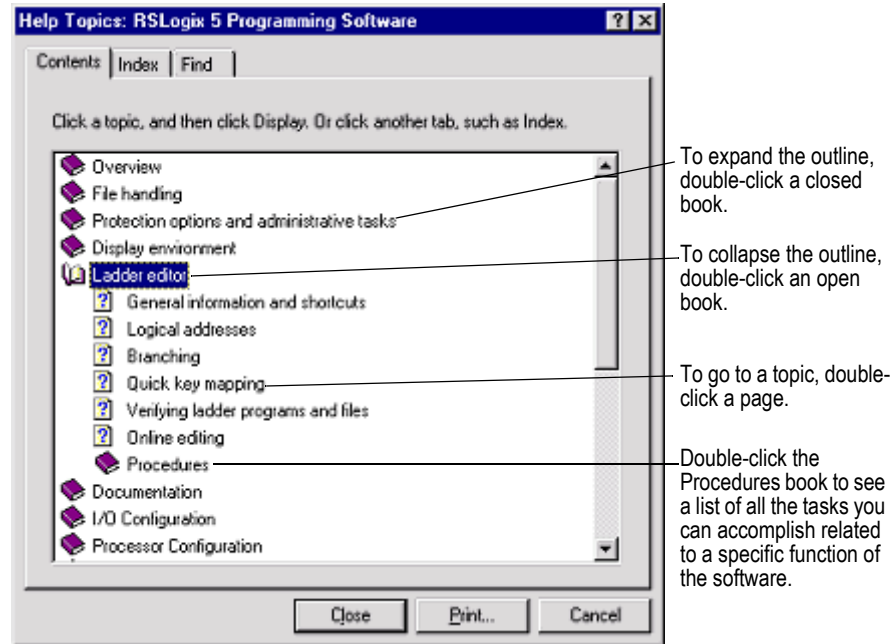 Help Topics: RSLogix 5 Programming Software
Contents Index Find
Click a topic, and then click Display. Or click another tab, such as Index.
Overview
File handling
Protection options and administrative tasks
Display environment
Ladder editor
General information and shortcuts
Logical addresses
Branching
Quick key mapping
Verifying ladder programs and files
Online editing
Procedures
Documentation
I/O Configuration
Processor Configuration
Close Print... Cancel
To expand the outline,
double-click a closed
book.
To collapse the outline,
double-click an open
book.
To go to a topic, double-
click a page.
Double-click the
Procedures book to see
a list of all the tasks you
can accomplish related
to a specific function of
the software.